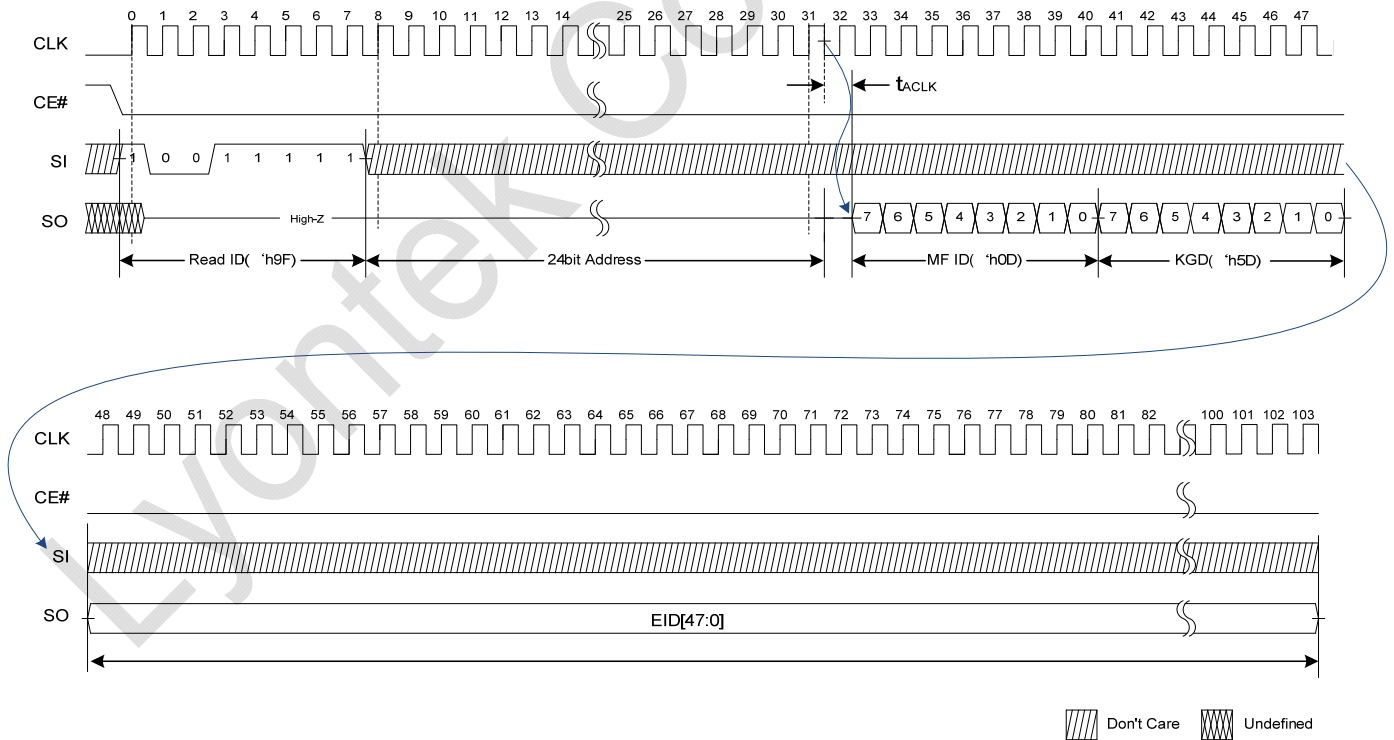 0 1 2 3 4 5 6 7 8 9 10 11 12 13 14 25 26 27 28 29 30 31 32 33 34 35 36 37 38 39 40 41 42 43 44 45 46 47
CLK
tACLK
CE#
SI 1 0 0 1 1 1 1 1
SO High-Z 7 6 5 4 3 2 1 0 7 6 5 4 3 2 1 0
Read ID( ‘h9F) 24bit Address MF ID( ‘h0D) KGD( ‘h5D)
48 49 50 51 52 53 54 55 56 57 58 59 60 61 62 63 64 65 66 67 68 69 70 71 72 73 74 75 76 77 78 79 80 81 82 100 101 102 103
CLK
CE#
SI
SO EID[47:0]
Don't Care Undefined
Lyontek Co